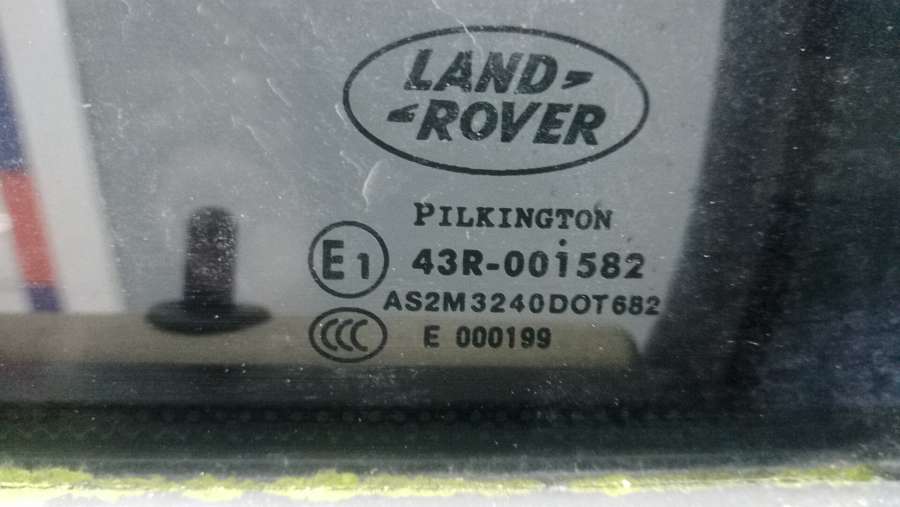 LAND
ROVER
PILKINGTON
E1 43R-001582
AS2M3240DOT682
CCC E 000199